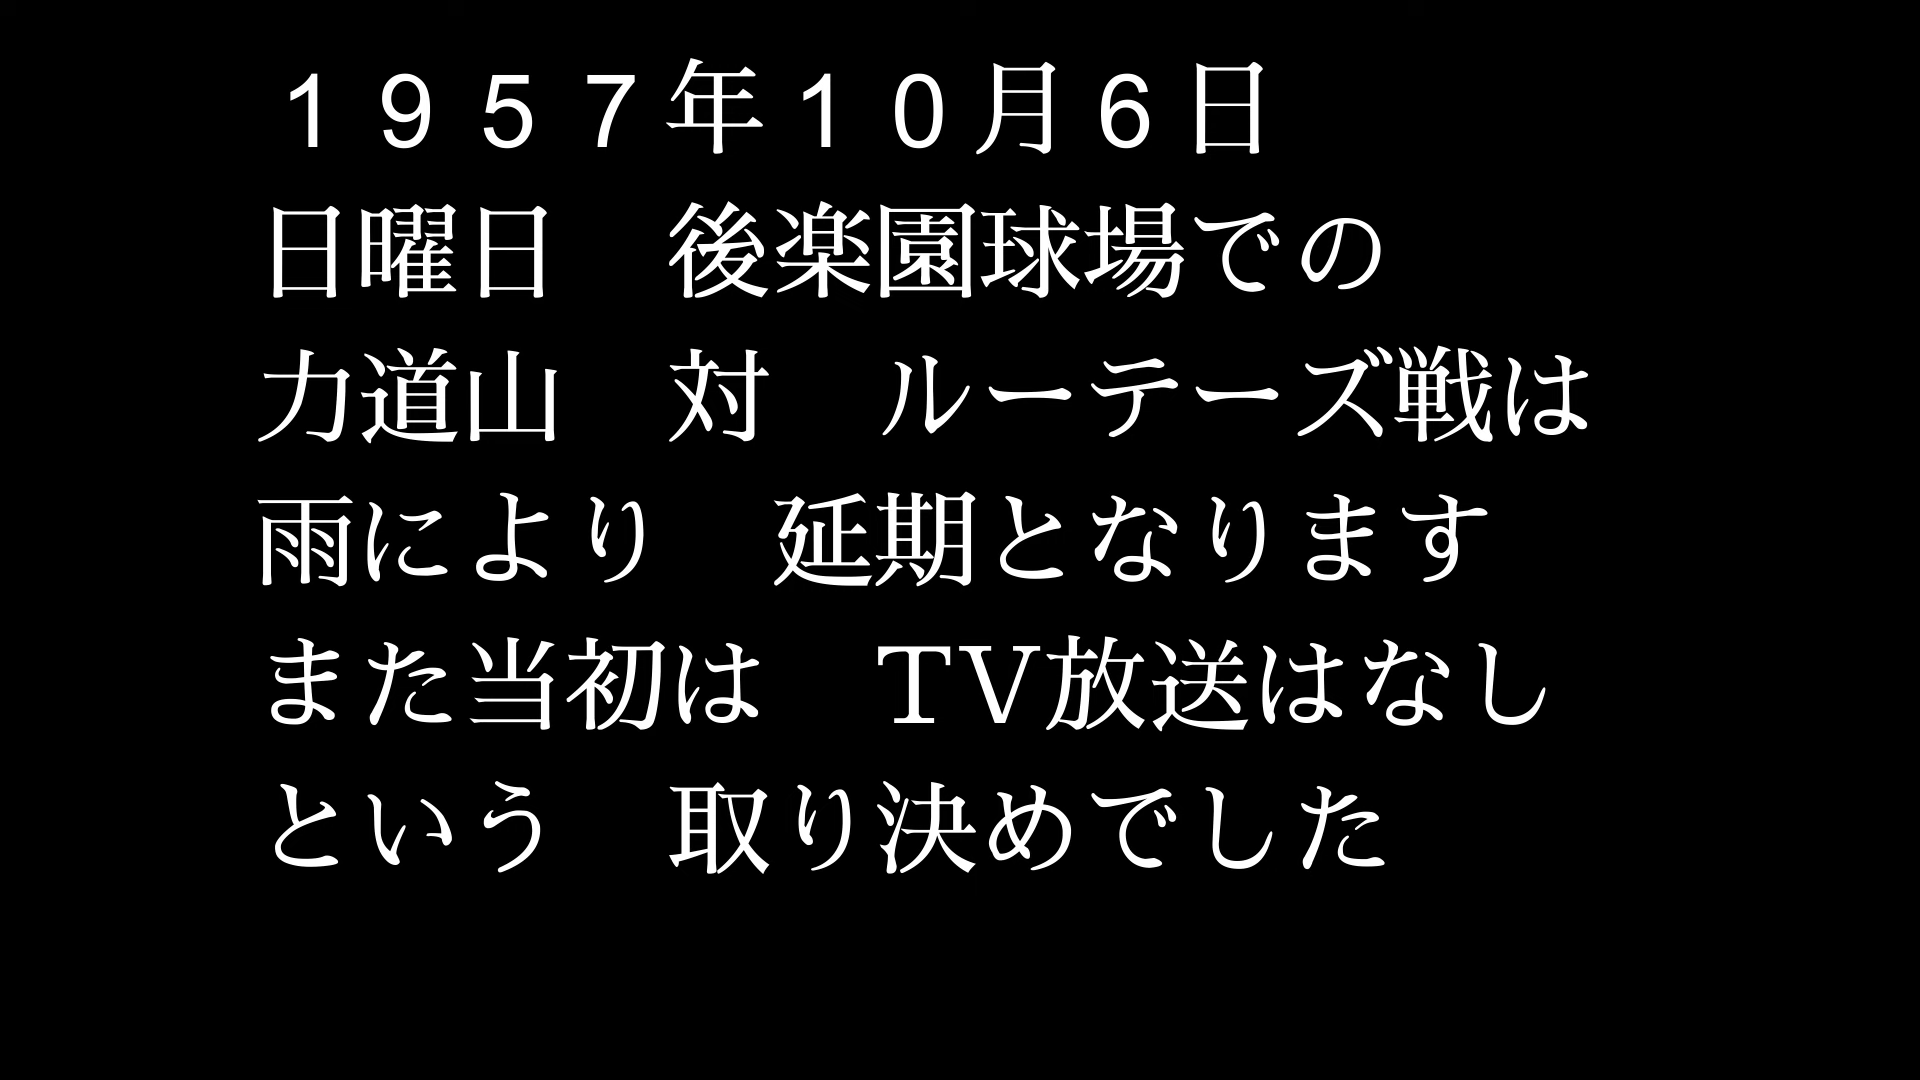 １９５７年１０月６日
日曜日　後楽園球場での
力道山　対　ルーテーズ戦は
雨により　延期となります
また当初は　TV放送はなし
という　取り決めでした